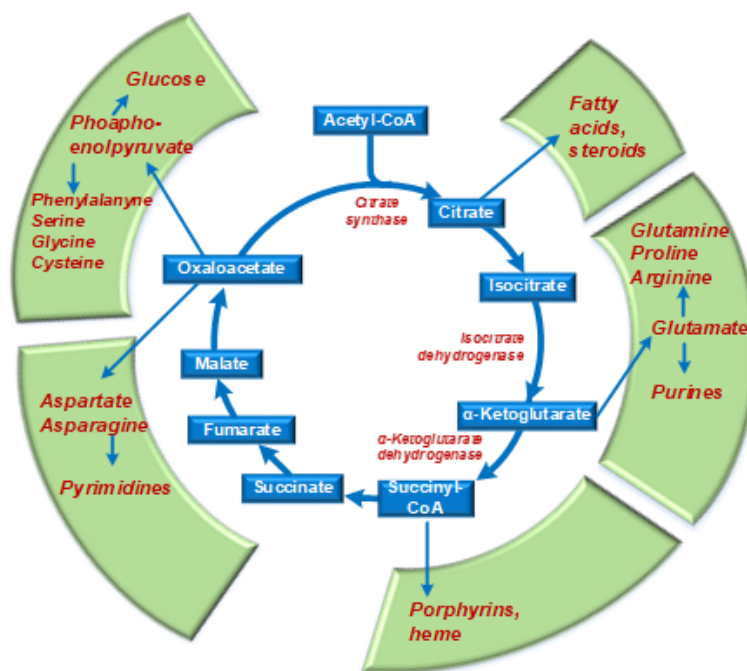 Glucose
Phoapho-
enolpyruvate
Phenylalanyne
Serine
Glycine
Cysteine
Acetyl-CoA
Fatty
acids,
steroids
Citrate
synthase
Citrate
Glutamine
Proline
Arginine
Oxaloacetate
Isocitrate
Isocitrate
dehydrogenase
Glutamate
Malate
Purines
Aspartate
Asparagine
α-Ketoglutarate
Fumarate
α-Ketoglutarate
dehydrogenase
Pyrimidines
Succinate
Succinyl-
CoA
Porphyrins,
heme